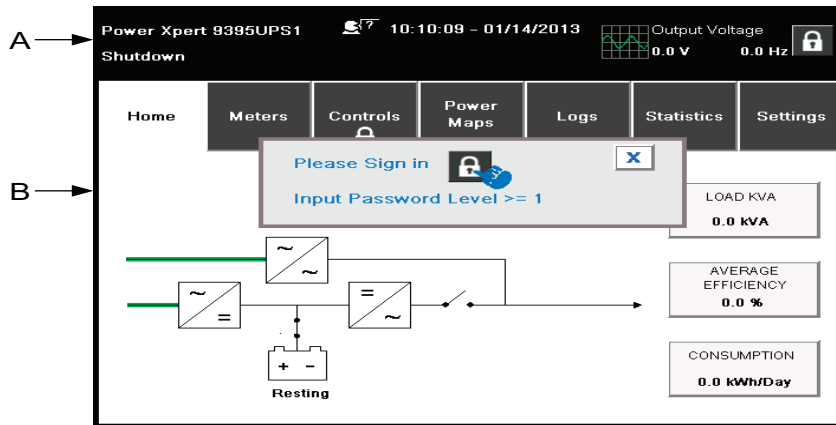 A
Power Xpert 9395UPS1
? 10:10:09 - 01/14/2013
Output Voltage
Shutdown
0.0 V 0.0 Hz
Home Meters Controls Power Maps Logs Statistics Settings
Please Sign in X
Input Password Level >= 1
B
LOAD KVA
0.0 kVA
AVERAGE
EFFICIENCY
0.0 %
CONSUMPTION
0.0 kWh/Day
~ ~
~ =
= ~
+ -
Resting